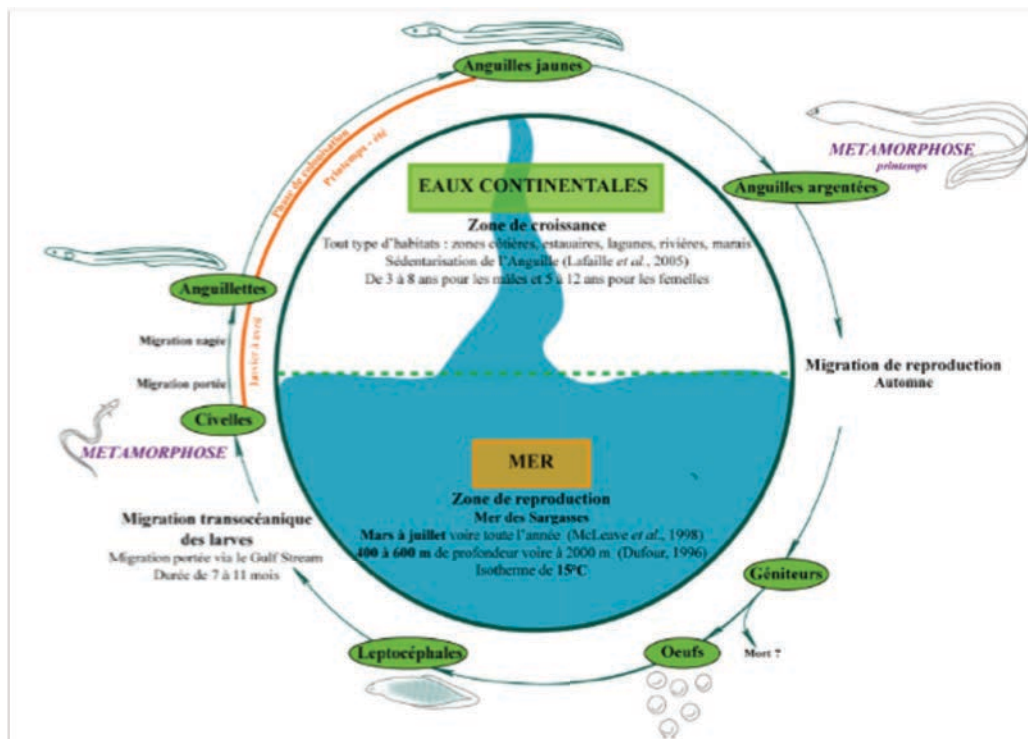 Anguilles jaunes
Phase de colonisation
Printemps - été
METAMORPHOSE
printemps
Anguilles argentées
EAUX CONTINENTALES
Zone de croissance
Tout type d'habitats : zones côtières, estauaires, lagunes, rivières, marais
Sédentarisation de l'Anguille (Lafaille et al., 2005)
De 3 à 8 ans pour les mâles et 5 à 12 ans pour les femelles
Anguillettes
Migration nagée
Janvier à avril
Migration portée
Civelles
METAMORPHOSE
Migration de reproduction
Automne
MER
Zone de reproduction
Mer des Sargasses
Mars à juillet voire toute l'année (McLeave et al., 1998)
400 à 600 m de profondeur voire à 2000 m (Dufour, 1996)
Isotherme de 15°C
Migration transocéanique
des larves
Migration portée via le Gulf Stream
Durée de 7 à 11 mois
Géniteurs
Mort ?
Oeufs
Leptocéphales